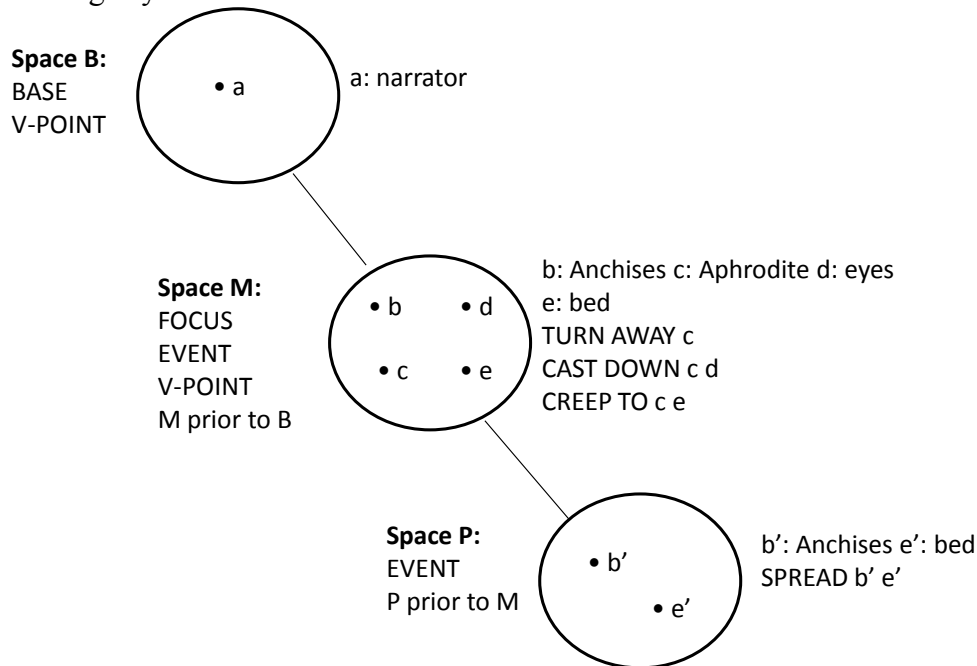 Space B:
BASE
V-POINT
• a
a: narrator
Space M:
FOCUS
EVENT
V-POINT
M prior to B
• b • d
• c • e
b: Anchises c: Aphrodite d: eyes
e: bed
TURN AWAY c
CAST DOWN c d
CREEP TO c e
Space P:
EVENT
P prior to M
• b’
• e’
b’: Anchises e’: bed
SPREAD b’ e’